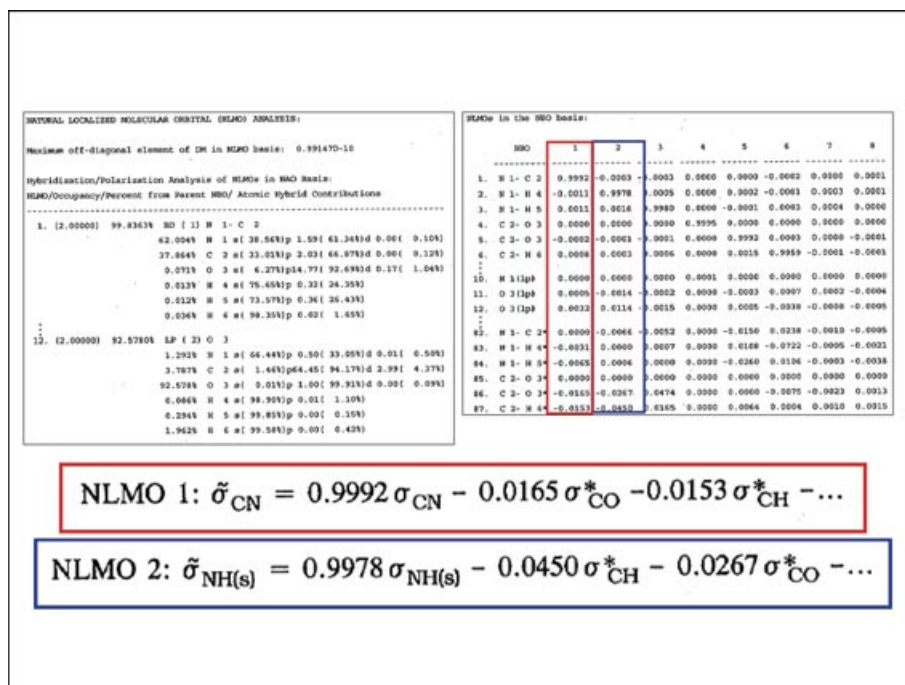 NATURAL LOCALIZED MOLECULAR ORBITAL (NLMO) ANALYSIS:
Maximum off-diagonal element of DM in NLMO basis: 0.99147D-10
Hybridization/Polarization Analysis of NLMOs in NAO Basis:
NLMO/Occupancy/Percent from Parent NBO/ Atomic Hybrid Contributions
1. (2.00000) 99.8363% BD ( 1) N 1- C 2
62.004% N 1 s( 38.56%)p 1.59( 61.34%)d 0.00( 0.10%)
37.864% C 2 s( 33.01%)p 2.03( 66.87%)d 0.00( 0.12%)
0.071% O 3 s( 6.27%)p14.77( 92.69%)d 0.17( 1.04%)
0.013% H 4 s( 75.65%)p 0.32( 24.35%)
0.012% H 5 s( 73.57%)p 0.36( 26.43%)
0.036% H 6 s( 98.35%)p 0.02( 1.65%)
12. (2.00000) 92.5780% LP ( 2) O 3
1.292% N 1 s( 66.44%)p 0.50( 33.05%)d 0.01( 0.50%)
3.787% C 2 s( 1.46%)p64.45( 94.17%)d 2.99( 4.37%)
92.578% O 3 s( 0.01%)p 1.00( 99.91%)d 0.00( 0.09%)
0.086% H 4 s( 98.90%)p 0.01( 1.10%)
0.294% H 5 s( 99.85%)p 0.00( 0.15%)
1.962% H 6 s( 99.58%)p 0.00( 0.42%)
NLMOs in the NBO basis:
NBO 1 2 3 4 5 6 7 8
1. N 1- C 2 0.9992 -0.0003 -0.0003 0.0000 0.0000 -0.0002 0.0000 0.0001
2. N 1- H 4 -0.0011 0.9978 0.0005 0.0000 0.0002 -0.0001 0.0003 0.0001
3. N 1- H 5 0.0011 0.0016 0.9980 0.0000 -0.0001 0.0003 0.0004 0.0000
4. C 2- O 3 0.0000 0.0000 0.0000 0.9995 0.0000 0.0000 0.0000 0.0000
5. C 2- O 3 -0.0002 -0.0001 0.0000 0.9992 0.0003 0.0000 -0.0001
6. C 2- H 6 0.0003 0.0006 0.0000 0.0015 0.9959 -0.0001 -0.0001
10. N 1(lp) 0.0000 0.0000 0.0000 0.0001 0.0000 0.0000 0.0000 0.0000
11. O 3(lp) 0.0005 -0.0014 -0.0002 0.0000 -0.0003 0.0007 0.0002 -0.0004
12. O 3(lp) 0.0032 0.0114 -0.0015 0.0000 0.0005 -0.0008 -0.0005
82. N 1- C 2* 0.0000 -0.0066 -0.0052 0.0000 -0.0150 0.0238 -0.0010 -0.0005
83. N 1- H 4* -0.0031 0.0000 0.0007 0.0000 0.0108 -0.0722 -0.0005 -0.0021
84. N 1- H 5* -0.0065 0.0006 0.0000 0.0000 -0.0260 0.0106 -0.0003 -0.0038
85. C 2- O 3* 0.0000 0.0000 0.0000 0.0000 0.0000 0.0000 0.0000 0.0000
86. C 2- O 3* -0.0165 -0.0267 0.0474 0.0000 0.0000 -0.0075 -0.0023 0.0013
87. C 2- H 6* -0.0153 -0.0450 0.0165 0.0000 0.0064 0.0004 0.0010 0.0015
NLMO 1: σ̃CN = 0.9992 σCN − 0.0165 σ*CO −0.0153 σ*CH −...
NLMO 2: σ̃NH(s) = 0.9978 σNH(s) − 0.0450 σ*CH − 0.0267 σ*CO −...